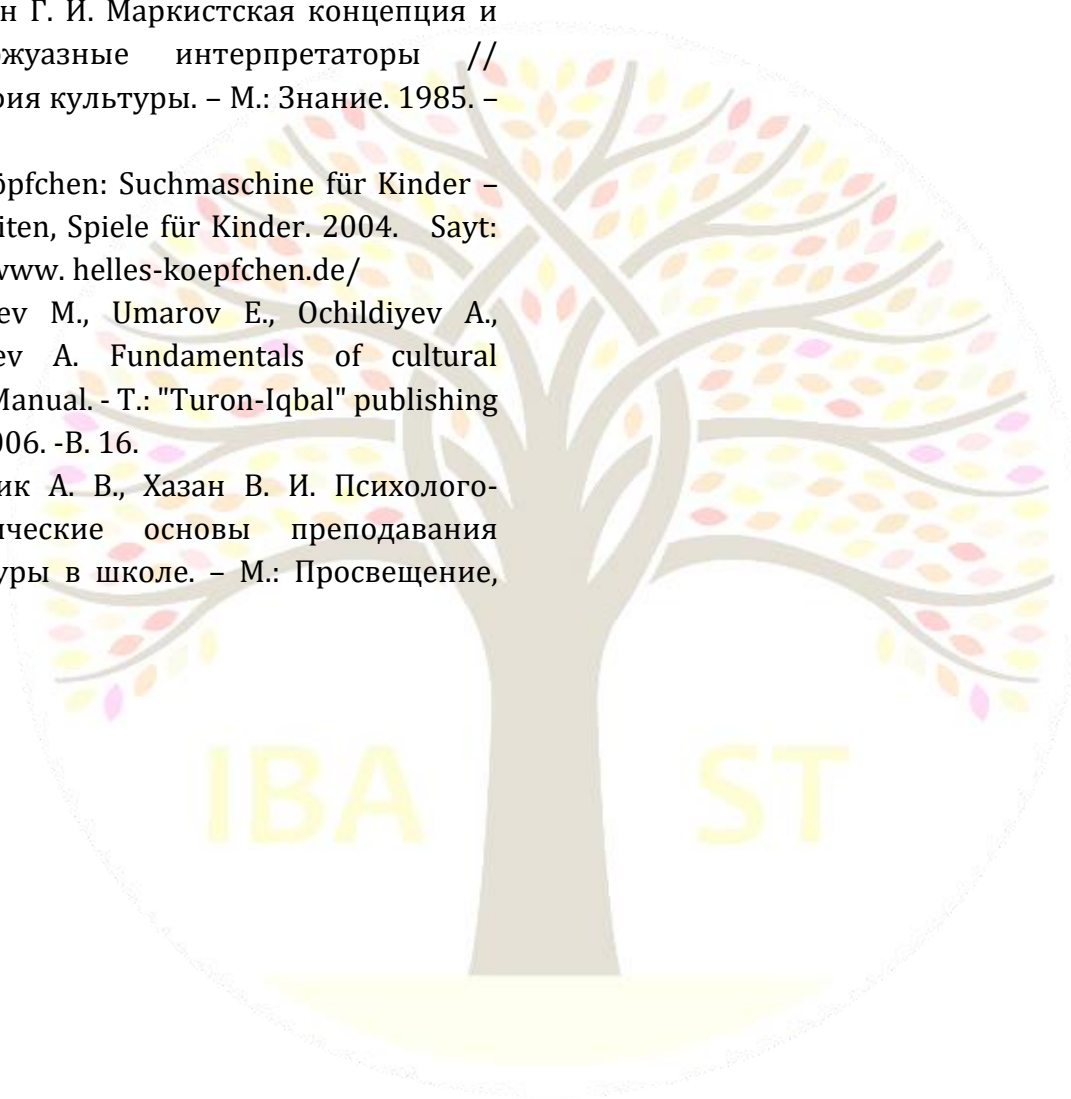 н Г. И. Маркистская концепция и
жуазные интерпретаторы //
рия культуры. – М.: Знание. 1985. –
öpfchen: Suchmaschine für Kinder –
iten, Spiele für Kinder. 2004. Sayt:
www. helles-koepfchen.de/
ev M., Umarov E., Ochildiyev A.,
ev A. Fundamentals of cultural
Manual. - T.: "Turon-Iqbal" publishing
006. -B. 16.
ик А. В., Хазан В. И. Психолого-
ические основы преподавания
уры в школе. – М.: Просвещение,
IBA ST